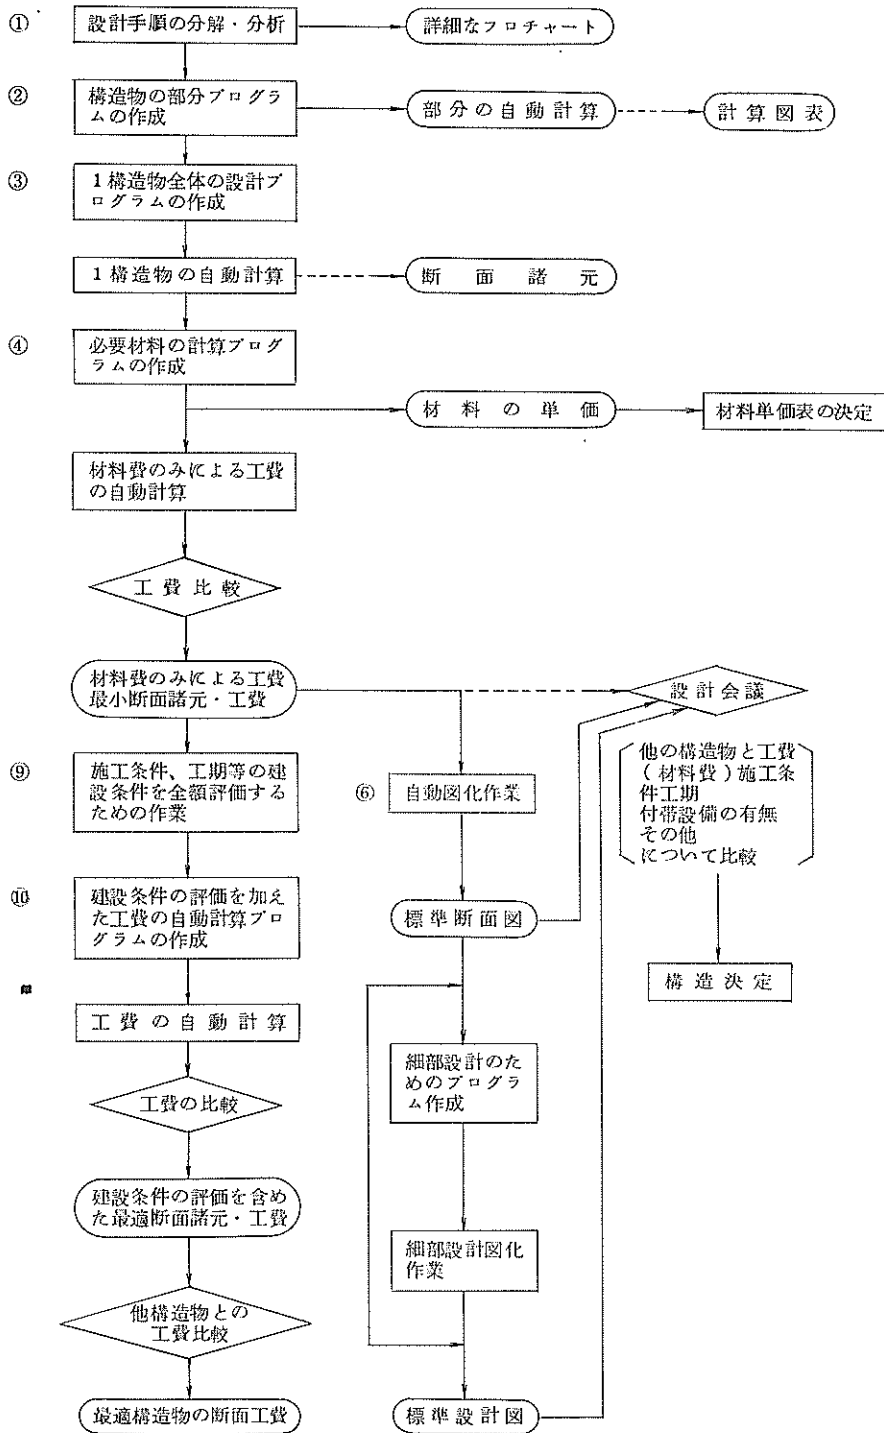 ① 設計手順の分解・分析
詳細なフロチャート
② 構造物の部分プログラ
ムの作成
部分の自動計算
計算図表
③ 1構造物全体の設計プ
ログラムの作成
1構造物の自動計算
断面諸元
④ 必要材料の計算プログ
ラムの作成
材料の単価
材料単価表の決定
材料費のみによる工費
の自動計算
工費比較
材料費のみによる工費
最小断面諸元・工費
設計会議
⑨ 施工条件、工期等の建
設条件を全額評価する
ための作業
⑥ 自動図化作業
他の構造物と工費
(材料費)施工条
件工期
付帯設備の有無
その他
について比較
⑩ 建設条件の評価を加え
た工費の自動計算プロ
グラムの作成
標準断面図
構造決定
工費の自動計算
細部設計のた
めのプログラ
ム作成
工費の比較
建設条件の評価を含め
た最適断面諸元・工費
細部設計図化
作業
他構造物との
工費比較
最適構造物の断面工費
標準設計図